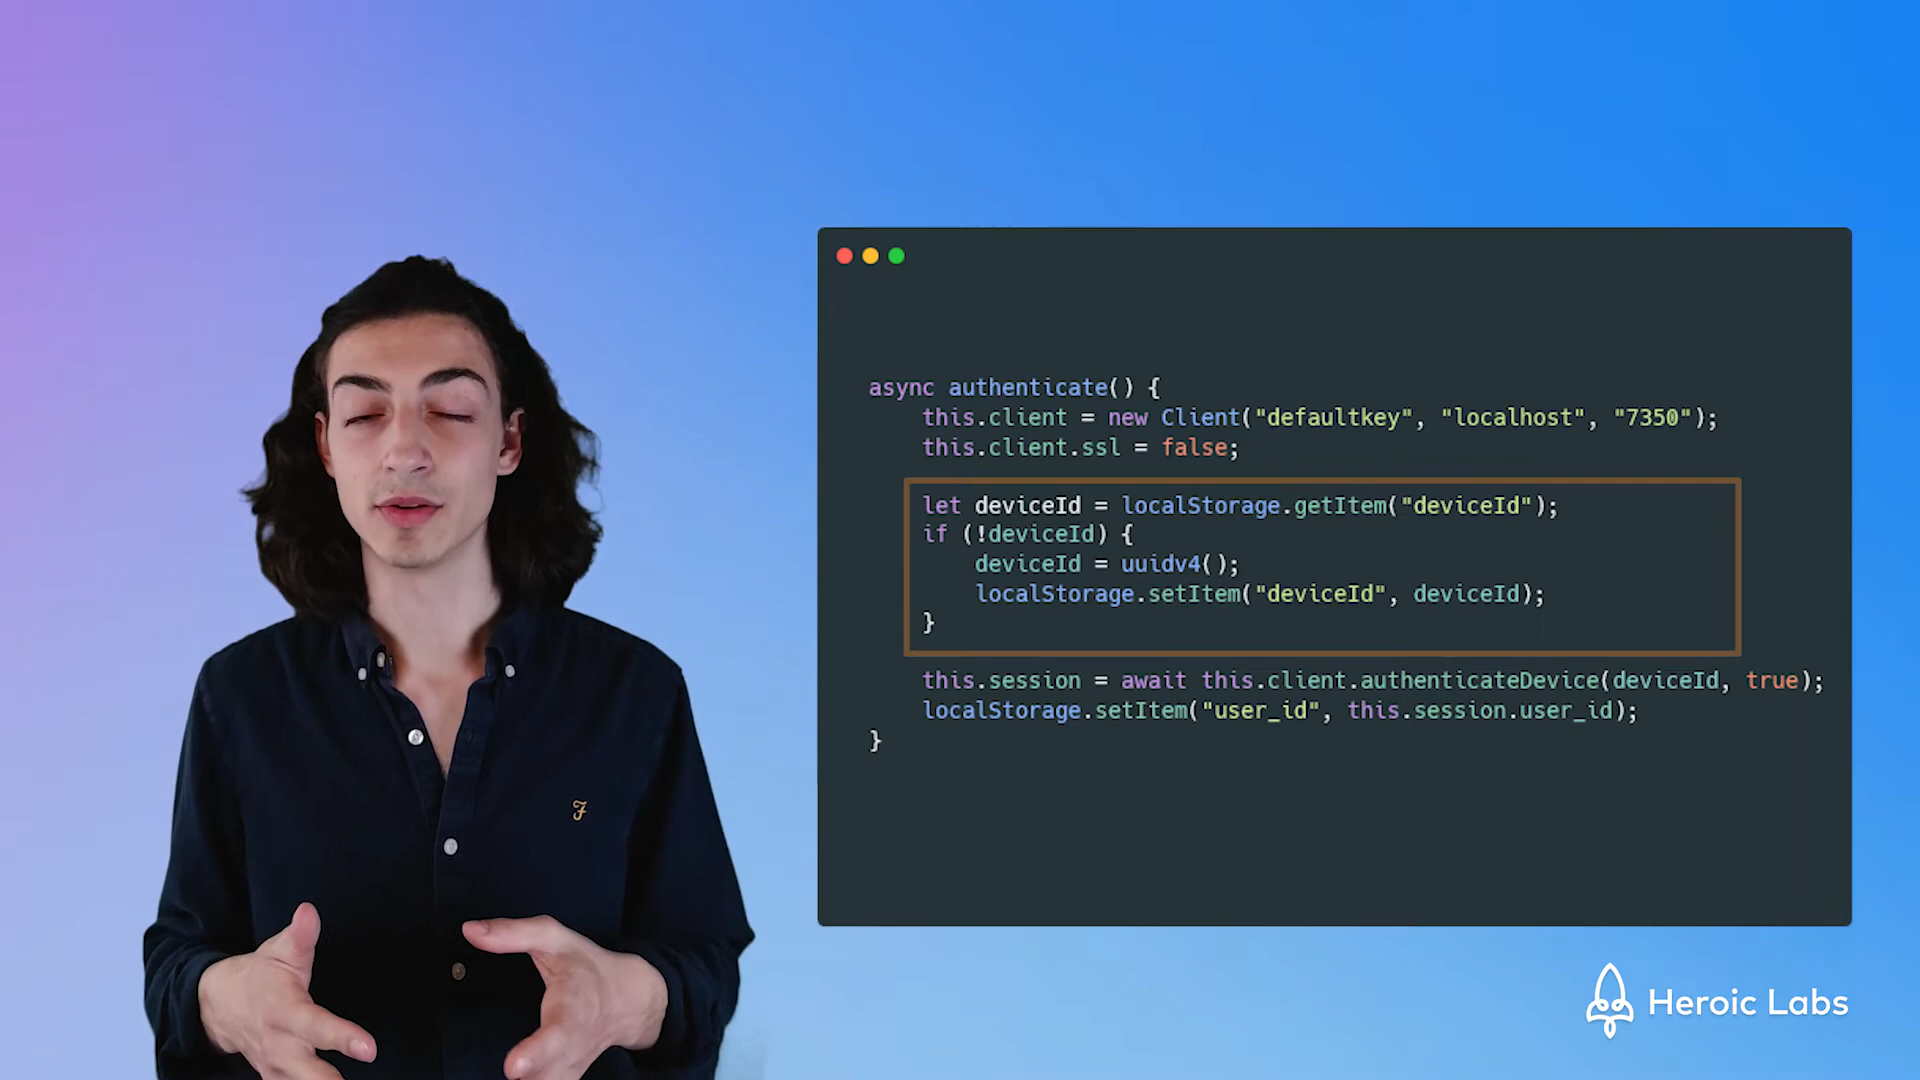 async authenticate() {
    this.client = new Client("defaultkey", "localhost", "7350");
    this.client.ssl = false;
    let deviceId = localStorage.getItem("deviceId");
    if (!deviceId) {
        deviceId = uuidv4();
        localStorage.setItem("deviceId", deviceId);
    }
    this.session = await this.client.authenticateDevice(deviceId, true);
    localStorage.setItem("user_id", this.session.user_id);
}
Heroic Labs